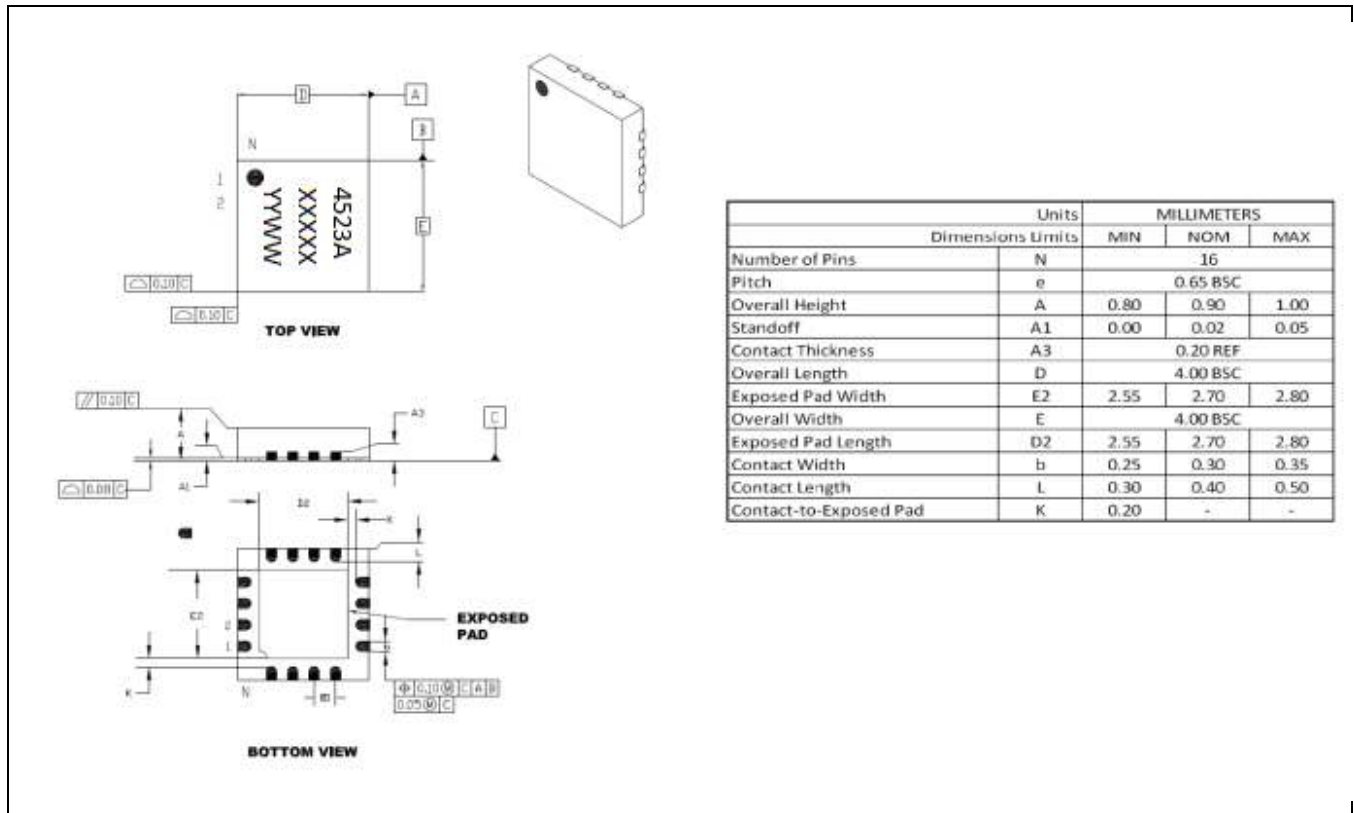 D
A
B
N
1
2
4523A
XXXXX
YYWW
E
0.10 C
0.10 C
TOP VIEW
// 0.10 C
A
A3
C
0.08 C
A1
D2
K
L
E2
2
1
EXPOSED
PAD
K
N
0.10 Ⓜ C A B
0.05 Ⓜ C
BOTTOM VIEW
Units MILLIMETERS
Dimensions Limits MIN NOM MAX
Number of Pins N 16
Pitch e 0.65 BSC
Overall Height A 0.80 0.90 1.00
Standoff A1 0.00 0.02 0.05
Contact Thickness A3 0.20 REF
Overall Length D 4.00 BSC
Exposed Pad Width E2 2.55 2.70 2.80
Overall Width E 4.00 BSC
Exposed Pad Length D2 2.55 2.70 2.80
Contact Width b 0.25 0.30 0.35
Contact Length L 0.30 0.40 0.50
Contact-to-Exposed Pad K 0.20 - -